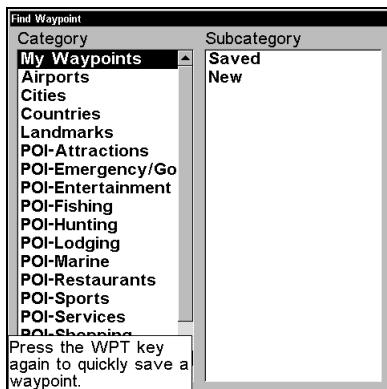 Find Waypoint
Category
Subcategory
My Waypoints
Airports
Cities
Countries
Landmarks
POI-Attractions
POI-Emergency/Go
POI-Entertainment
POI-Fishing
POI-Hunting
POI-Lodging
POI-Marine
POI-Restaurants
POI-Sports
POI-Services
POI-Shopping
Saved
New
Press the WPT key
again to quickly save a
waypoint.